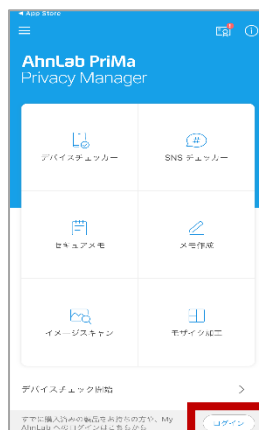 ◀ App Store
AhnLab PriMa
Privacy Manager
デバイスチェッカー
SNS チェッカー
セキュアメモ
メモ作成
イメージスキャン
モザイク加工
デバイスチェック開始
すでに購入済みの製品をお持ちの方や、My
AhnLab へのログインはこちらから
ログイン